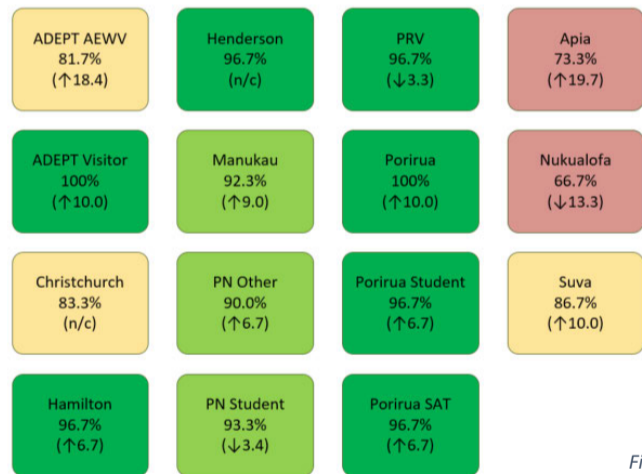 ADEPT AEWV
81.7%
(↑18.4)
Henderson
96.7%
(n/c)
PRV
96.7%
(↓3.3)
Apia
73.3%
(↑19.7)
ADEPT Visitor
100%
(↑10.0)
Manukau
92.3%
(↑9.0)
Porirua
100%
(↑10.0)
Nukualofa
66.7%
(↓13.3)
Christchurch
83.3%
(n/c)
PN Other
90.0%
(↑6.7)
Porirua Student
96.7%
(↑6.7)
Suva
86.7%
(↑10.0)
Hamilton
96.7%
(↑6.7)
PN Student
93.3%
(↓3.4)
Porirua SAT
96.7%
(↑6.7)